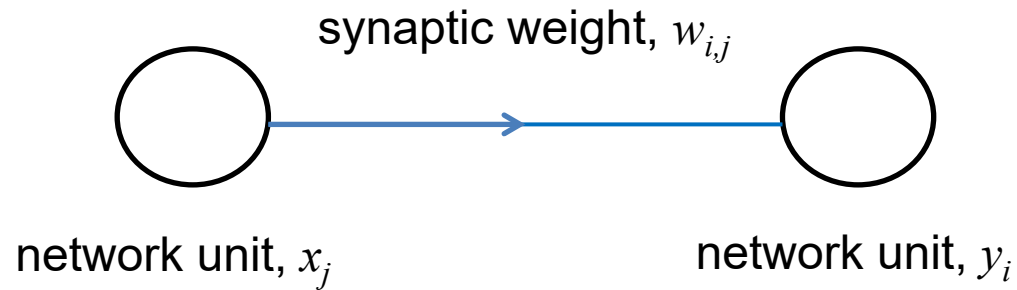 synaptic weight, w_{i,j}
network unit, x_j
network unit, y_i